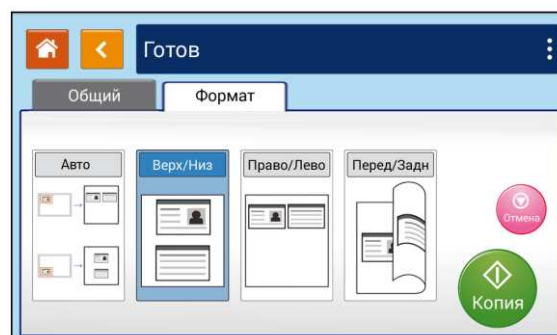 Готов
Общий
Формат
Авто
Верх/Низ
Право/Лево
Перед/Задн
Отмена
Копия